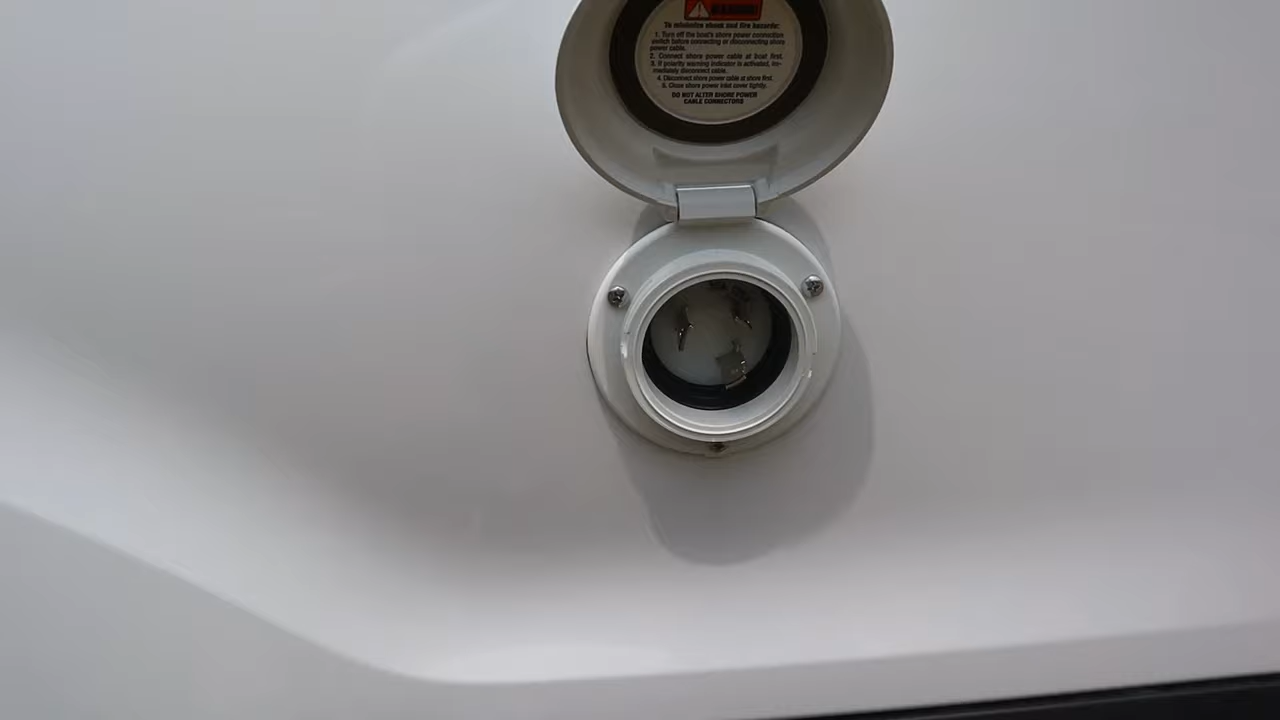 WARNING
To minimize shock and fire hazards:
1. Turn off the boat's shore power connection
switch before connecting or disconnecting shore
power cable.
2. Connect shore power cable at boat first.
3. If polarity warning indicator is activated, im-
mediately disconnect cable.
4. Disconnect shore power cable at shore first.
5. Close shore power inlet cover tightly.
DO NOT ALTER SHORE POWER
CABLE CONNECTORS